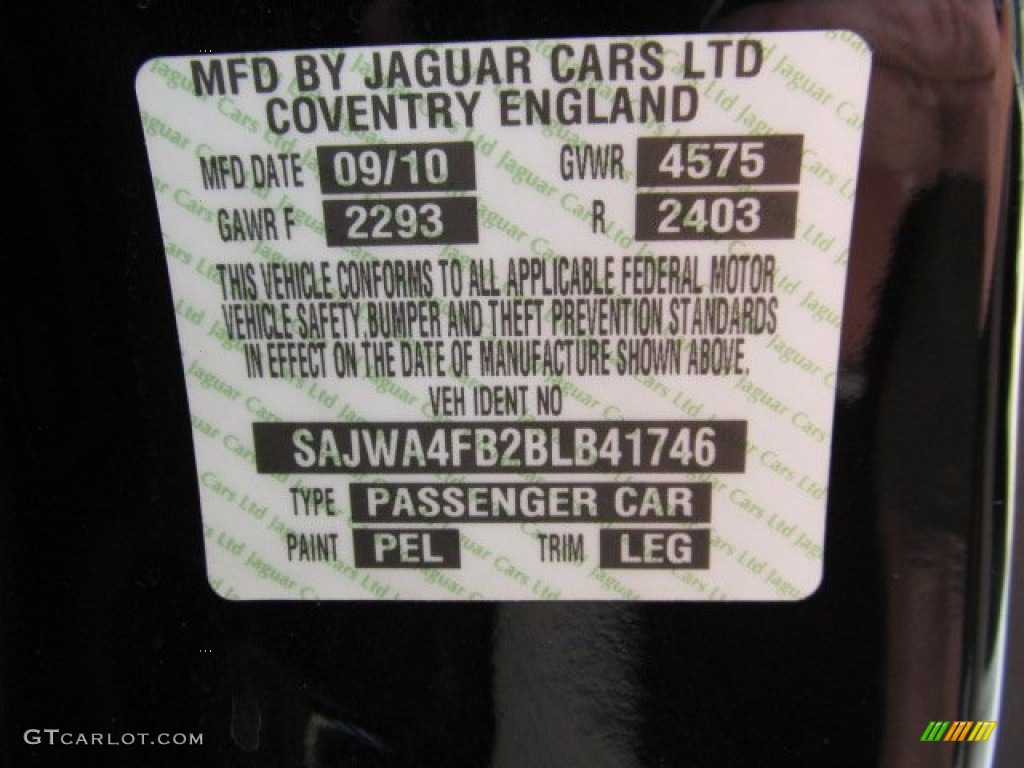 MFD BY JAGUAR CARS LTD
COVENTRY ENGLAND
MFD DATE 09/10 GVWR 4575
GAWR F 2293 R 2403
THIS VEHICLE CONFORMS TO ALL APPLICABLE FEDERAL MOTOR
VEHICLE SAFETY, BUMPER AND THEFT PREVENTION STANDARDS
IN EFFECT ON THE DATE OF MANUFACTURE SHOWN ABOVE.
VEH IDENT NO
SAJWA4FB2BLB41746
TYPE PASSENGER CAR
PAINT PEL TRIM LEG
GTCARLOT.COM